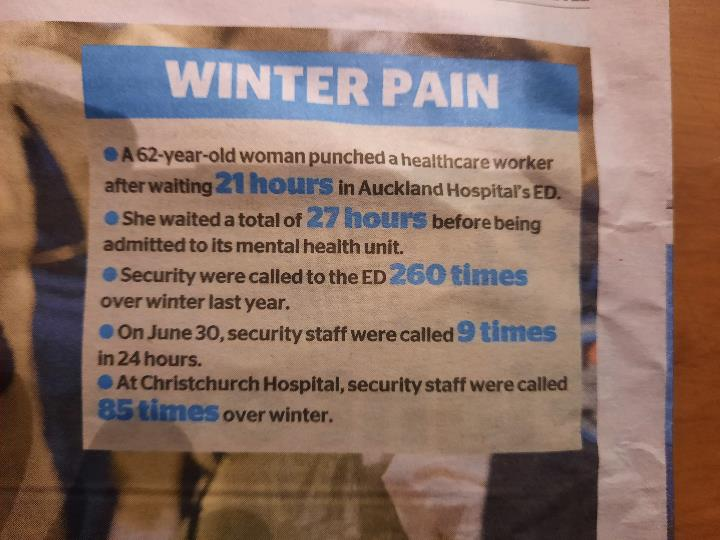 WINTER PAIN
● A 62-year-old woman punched a healthcare worker
after waiting 21 hours in Auckland Hospital's ED.
● She waited a total of 27 hours before being
admitted to its mental health unit.
● Security were called to the ED 260 times
over winter last year.
● On June 30, security staff were called 9 times
in 24 hours.
● At Christchurch Hospital, security staff were called
85 times over winter.